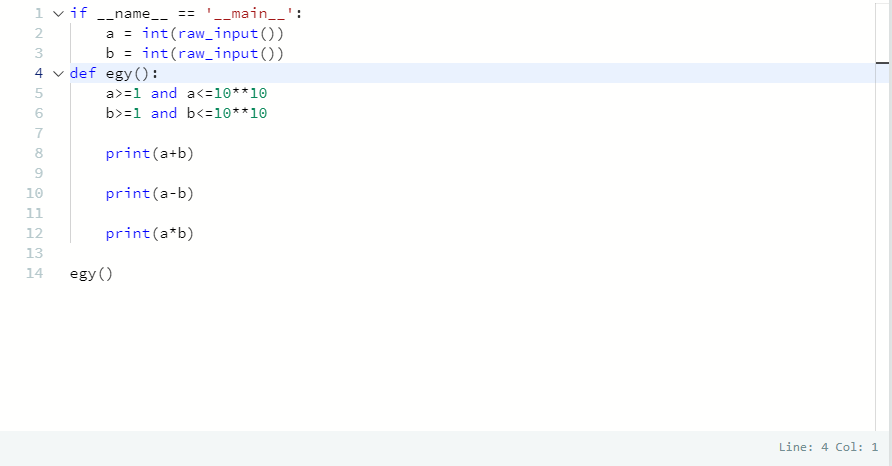 1 if __name__ == '__main__':
2     a = int(raw_input())
3     b = int(raw_input())
4 def egy():
5     a>=1 and a<=10**10
6     b>=1 and b<=10**10
7
8     print(a+b)
9
10     print(a-b)
11
12     print(a*b)
13
14 egy()
Line: 4 Col: 1